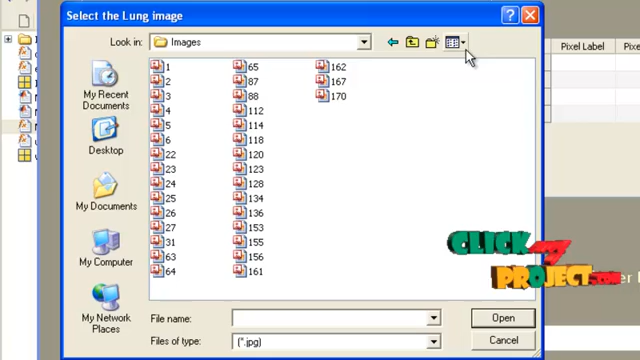 Select the Lung image
Look in:
Images
Pixel Label
Pixel
My Recent Documents
Desktop
My Documents
My Computer
My Network Places
1
2
3
4
5
6
22
23
24
25
26
27
31
63
64
65
87
88
112
114
118
120
123
128
134
136
153
155
156
161
162
167
170
CLICK my
PROJECT.com
File name:
Open
Files of type:
(*.jpg)
Cancel